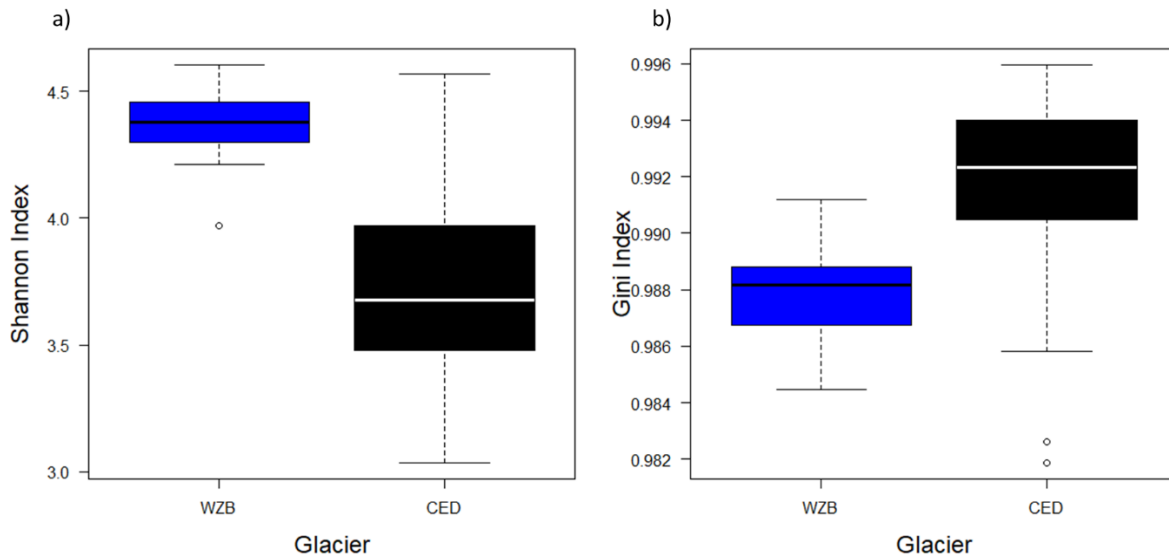 a)
Shannon Index
4.5
4.0
3.5
3.0
WZB
CED
Glacier
b)
Gini Index
0.996
0.994
0.992
0.990
0.988
0.986
0.984
0.982
WZB
CED
Glacier